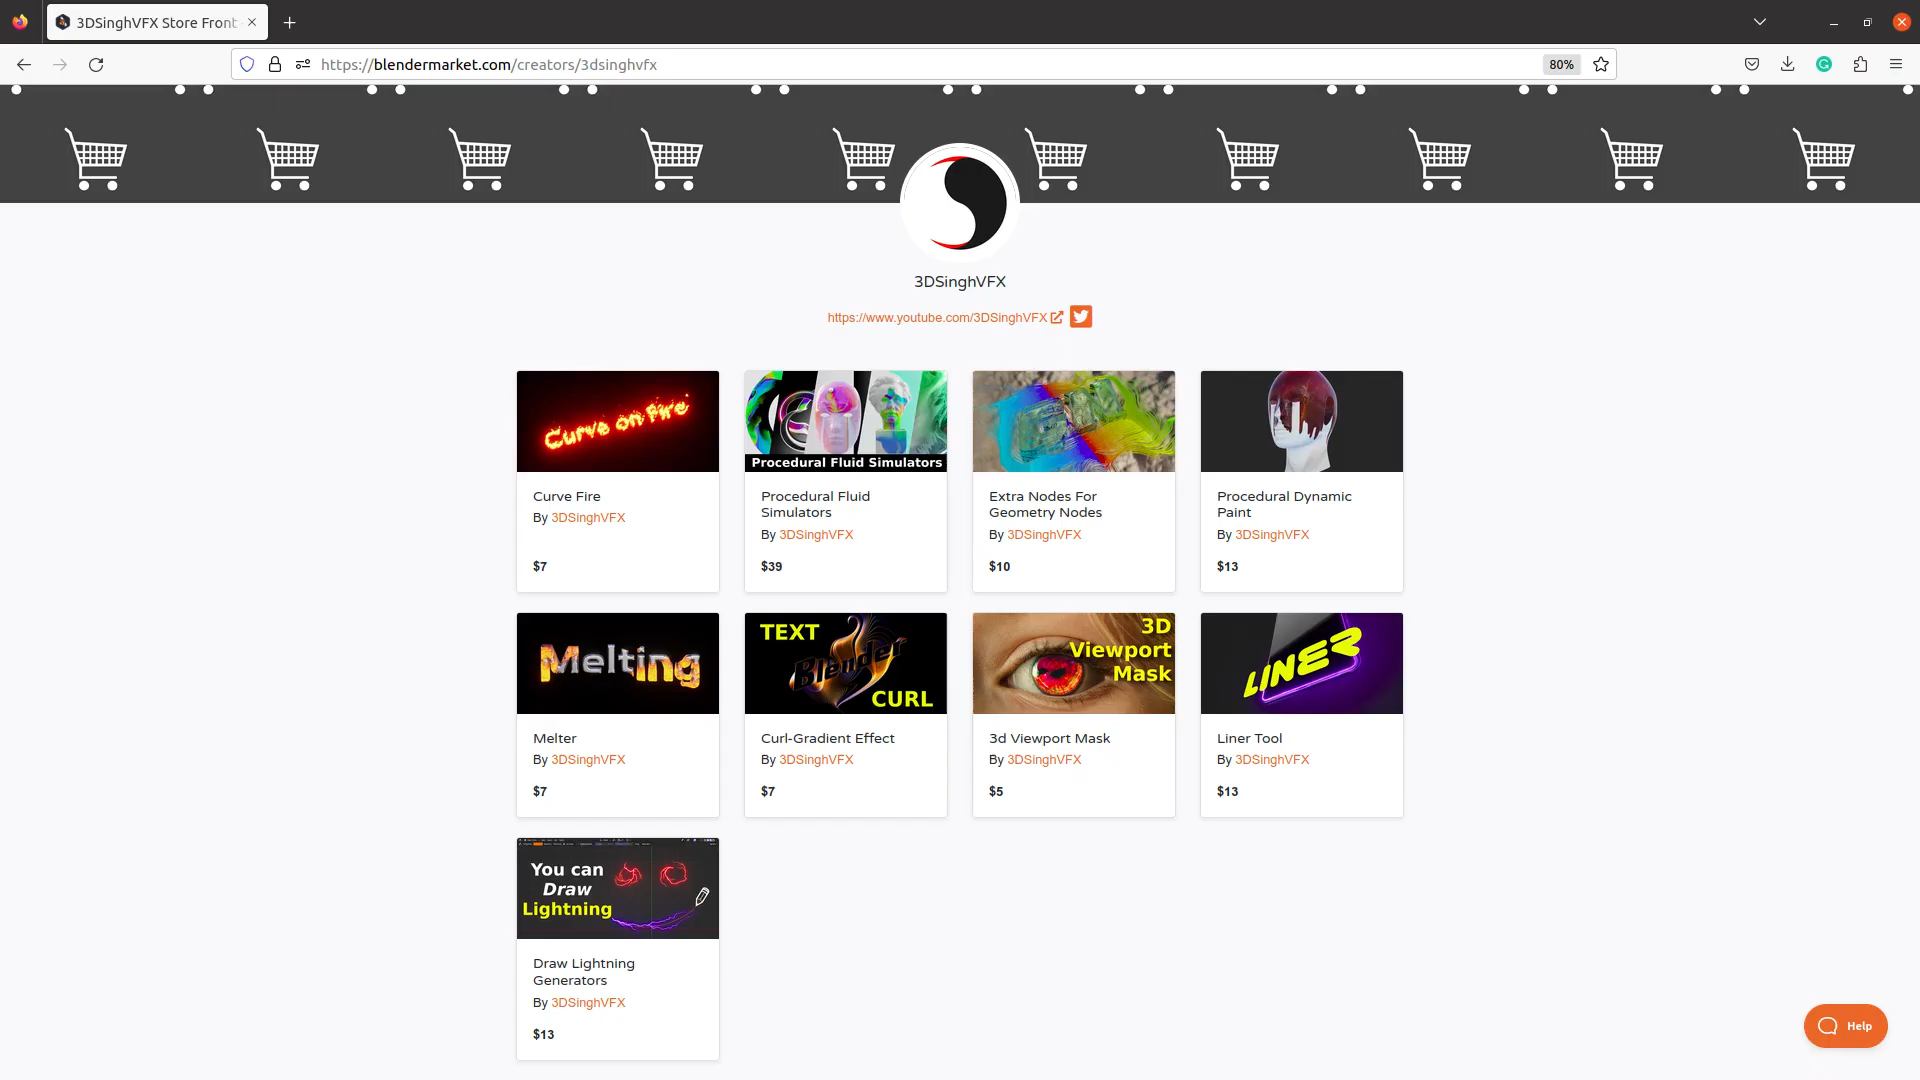 3DSinghVFX Store Front
https://blendermarket.com/creators/3dsinghvfx
80%
3DSinghVFX
https://www.youtube.com/3DSinghVFX
Curve on Fire
Procedural Fluid Simulators
Curve Fire
By 3DSinghVFX
$7
Procedural Fluid
Simulators
By 3DSinghVFX
$39
Extra Nodes For
Geometry Nodes
By 3DSinghVFX
$10
Procedural Dynamic
Paint
By 3DSinghVFX
$13
Melting
TEXT
Blender
CURL
3D
Viewport
Mask
LINER
Melter
By 3DSinghVFX
$7
Curl-Gradient Effect
By 3DSinghVFX
$7
3d Viewport Mask
By 3DSinghVFX
$5
Liner Tool
By 3DSinghVFX
$13
You can
Draw
Lightning
Draw Lightning
Generators
By 3DSinghVFX
$13
Help